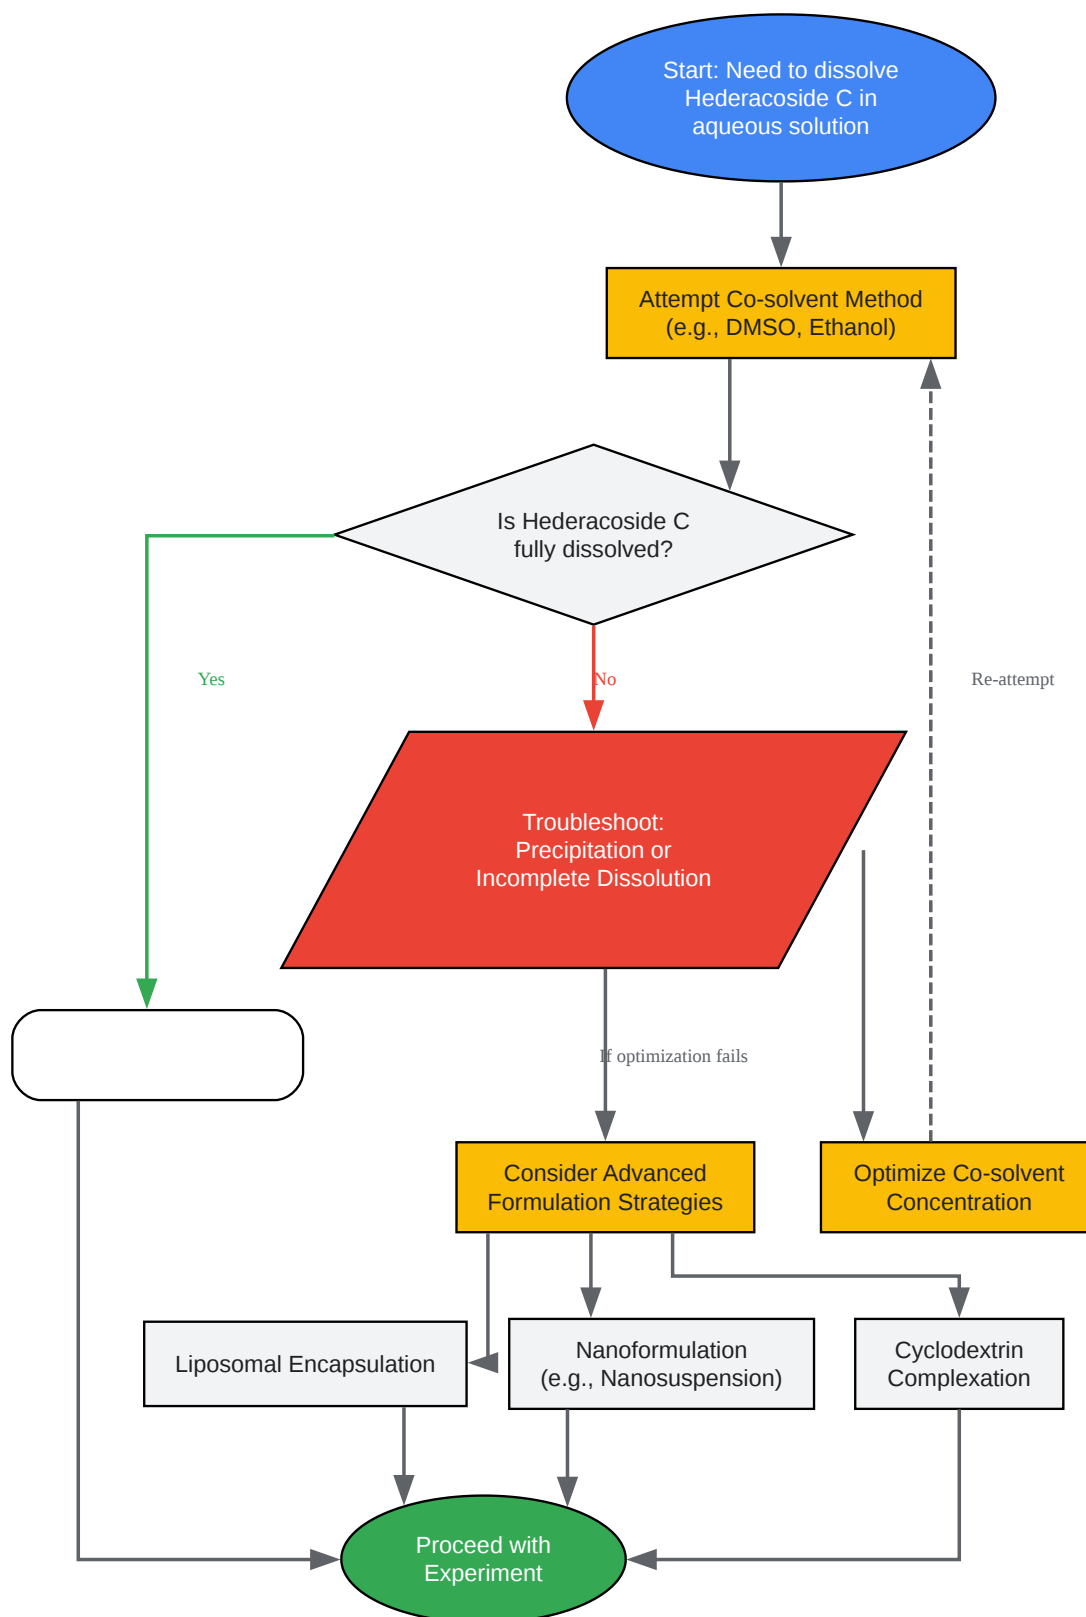 Start: Need to dissolve
Hederacoside C in
aqueous solution
Attempt Co-solvent Method
(e.g., DMSO, Ethanol)
Is Hederacoside C
fully dissolved?
Yes
No
Re-attempt
Troubleshoot:
Precipitation or
Incomplete Dissolution
If optimization fails
Consider Advanced
Formulation Strategies
Optimize Co-solvent
Concentration
Liposomal Encapsulation
Nanoformulation
(e.g., Nanosuspension)
Cyclodextrin
Complexation
Proceed with
Experiment